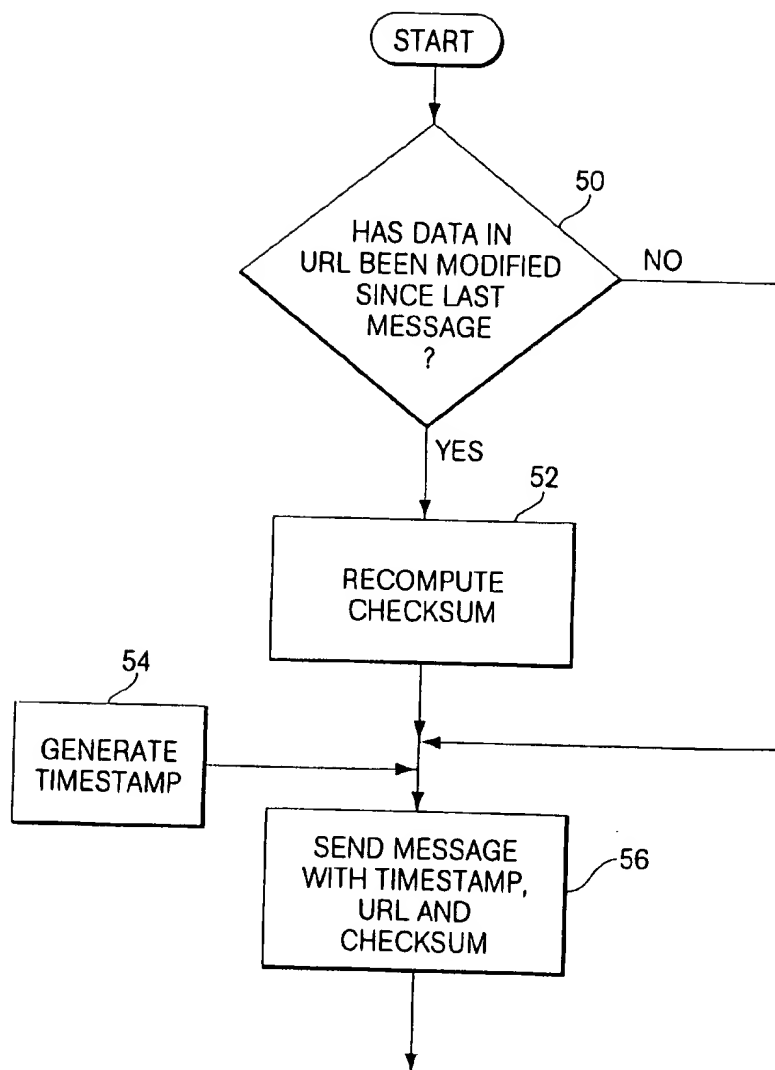 START
50
HAS DATA IN
URL BEEN MODIFIED
SINCE LAST
MESSAGE
?
NO
YES
52
RECOMPUTE
CHECKSUM
54
GENERATE
TIMESTAMP
SEND MESSAGE
WITH TIMESTAMP,
URL AND
CHECKSUM
56